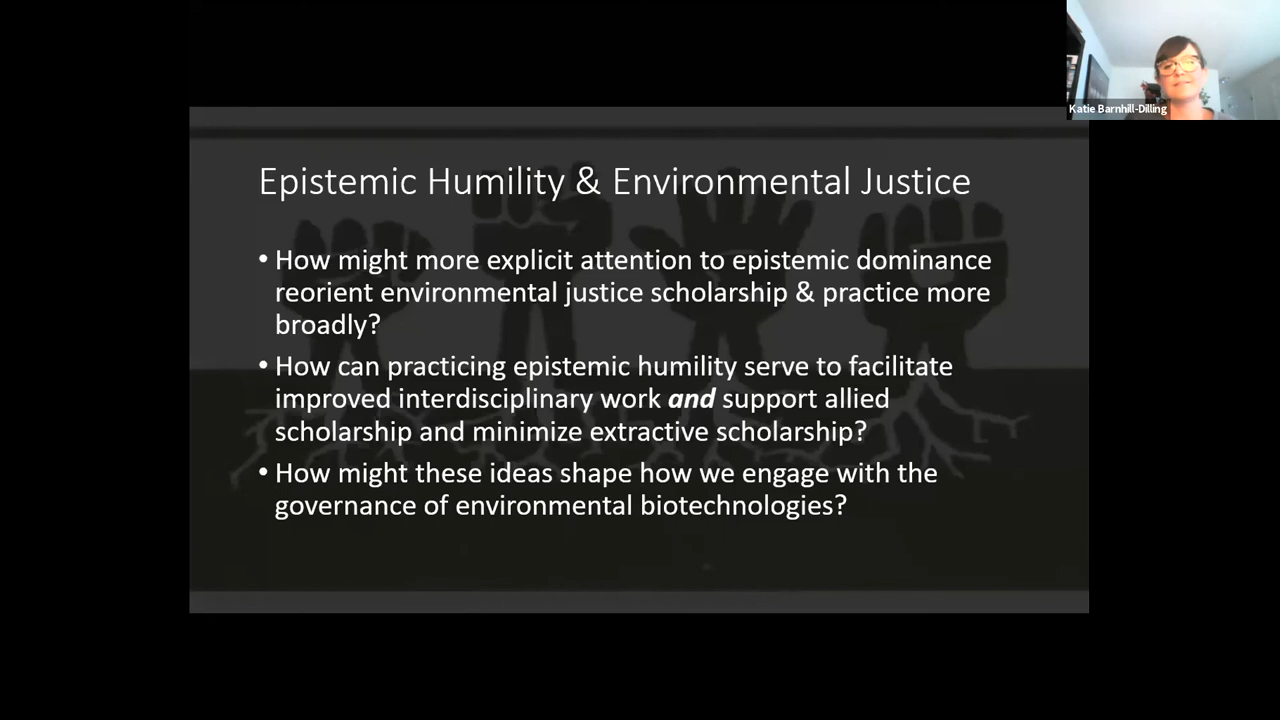 Katie Barnhill-Dilling
Epistemic Humility & Environmental Justice
• How might more explicit attention to epistemic dominance
reorient environmental justice scholarship & practice more
broadly?
• How can practicing epistemic humility serve to facilitate
improved interdisciplinary work and support allied
scholarship and minimize extractive scholarship?
• How might these ideas shape how we engage with the
governance of environmental biotechnologies?